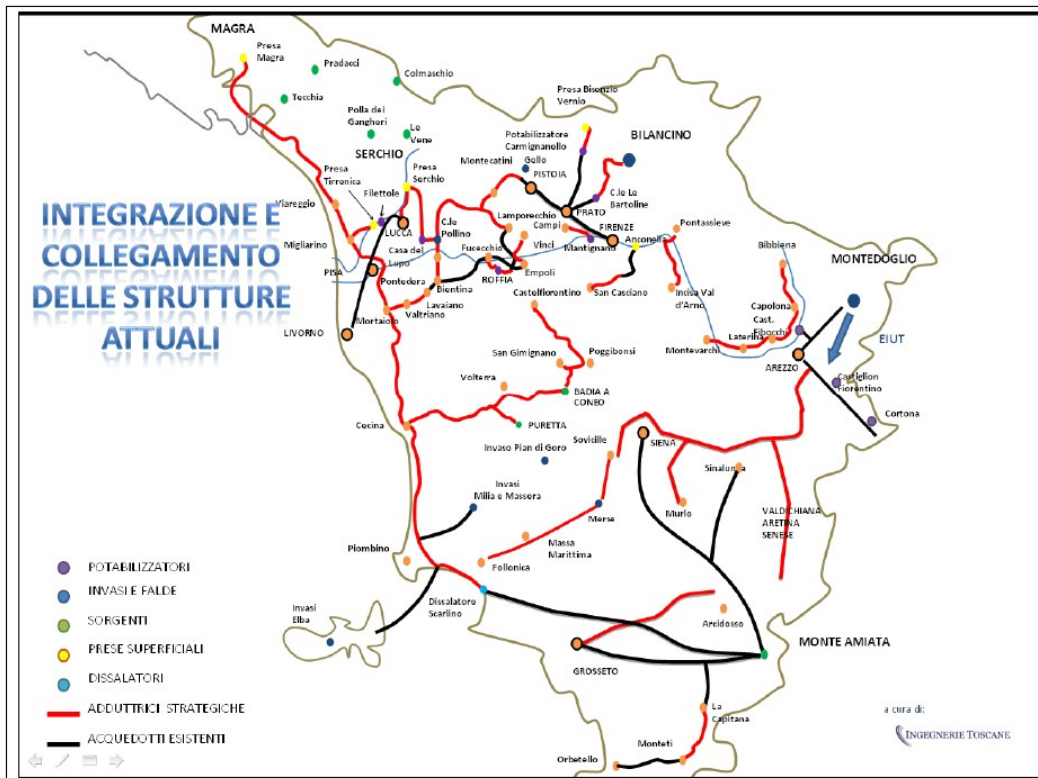 MAGRA
Presa
Magra
Pradacci
Colmaschio
Tecchia
Polla dei
Gangheri
Le
Vene
SERCHIO
Presa
Serchio
Presa
Tirrenica
Filettole
Viareggio
Migliarino
LUCCA
PISA
Casa del
Lupo
C.le
Pollino
Montecatini
Gello
PISTOIA
Presa Bisenzio
Vernio
Potabilizzatore
Carmignanello
BILANCINO
PRATO
C.le Le
Bartoline
Lamporecchio
Campi
FIRENZE
Mantignano
Anconella
Pontassieve
Fucecchio
Vinci
ROFFIA
Empoli
Pontedera
Bientina
Lavaiano
Valtriano
Mortaiolo
LIVORNO
Castelfiorentino
San Casciano
Incisa Val
d'Arno
Bibbiena
MONTEDOGLIO
Capolona
Cast.
Fibocchi
Laterina
Montevarchi
AREZZO
EIUT
Castiglion
Fiorentino
Cortona
INTEGRAZIONE E
COLLEGAMENTO
DELLE STRUTTURE
ATTUALI
San Gimignano
Poggibonsi
Volterra
BADIA A
CONEO
Cecina
PURETTA
Sovicille
SIENA
Invaso Pian di Goro
Invasi
Milia e Massera
Merse
Murlo
Sinalunga
VALDICHIANA
ARETINA
SENESE
Massa
Marittima
Piombino
Follonica
Invasi
Elba
Dissalatore
Scarlino
Arcidosso
GROSSETO
MONTE AMIATA
La
Capitana
Monteti
Orbetello
POTABILIZZATORI
INVASI E FALDE
SORGENTI
PRESE SUPERFICIALI
DISSALATORI
ADDUTTRICI STRATEGICHE
ACQUEDOTTI ESISTENTI
a cura di:
INGEGNERIE TOSCANE